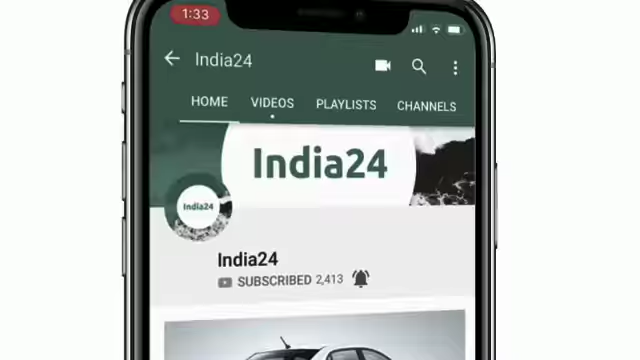 1:33
India24
HOME VIDEOS PLAYLISTS CHANNELS
India24
India24
India24
SUBSCRIBED 2,413